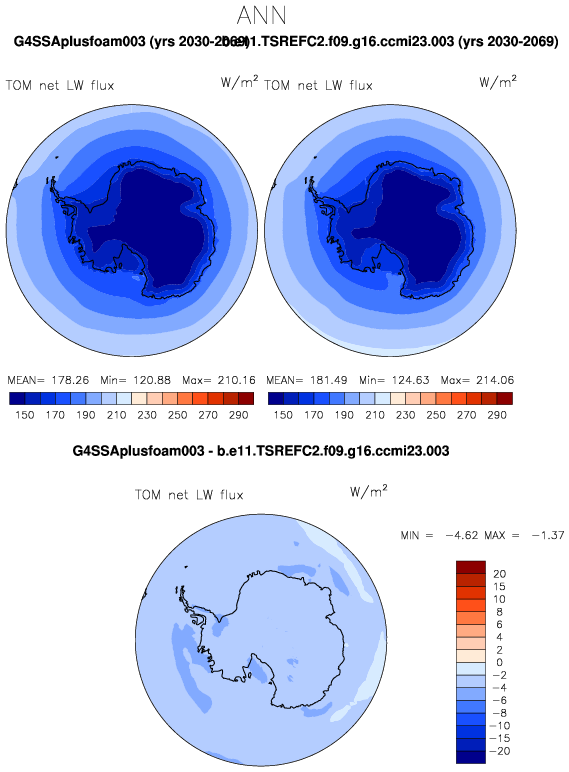 ANN
G4SSAplusfoam003 (yrs 2030-2069) b.e11.TSREFC2.f09.g16.ccmi23.003 (yrs 2030-2069)
TOM net LW flux W/m² TOM net LW flux W/m²
MEAN= 178.26 Min= 120.88 Max= 210.16 MEAN= 181.49 Min= 124.63 Max= 214.06
150 170 190 210 230 250 270 290 150 170 190 210 230 250 270 290
G4SSAplusfoam003 - b.e11.TSREFC2.f09.g16.ccmi23.003
TOM net LW flux W/m²
MIN = -4.62 MAX = -1.37
20
15
10
8
6
4
2
0
-2
-4
-6
-8
-10
-15
-20